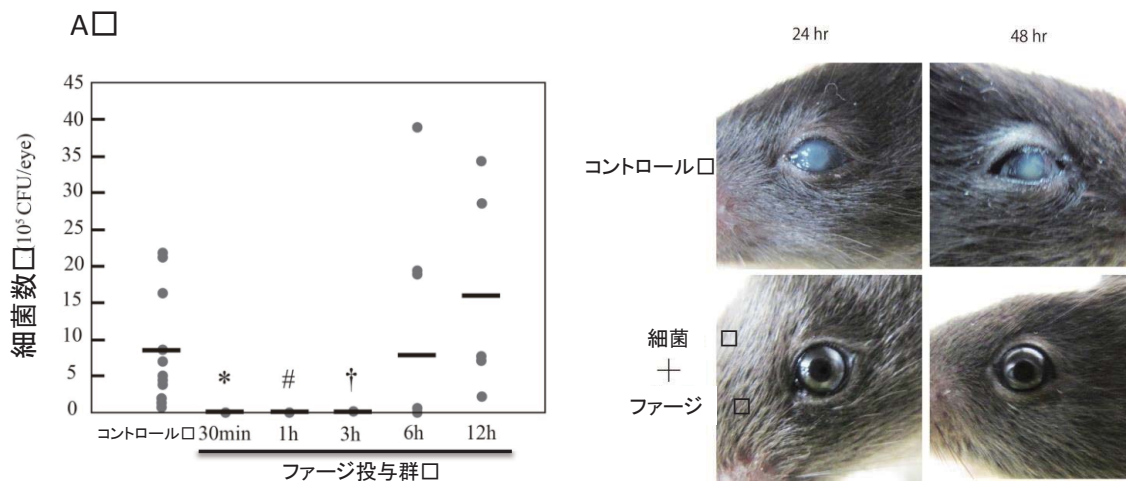 A□
細菌数□(10⁵ CFU/eye)
45
40
35
30
25
20
15
10
5
0
* # †
コントロール□ 30min 1h 3h 6h 12h
ファージ投与群□
24 hr 48 hr
コントロール□
細菌 □
+
ファージ □